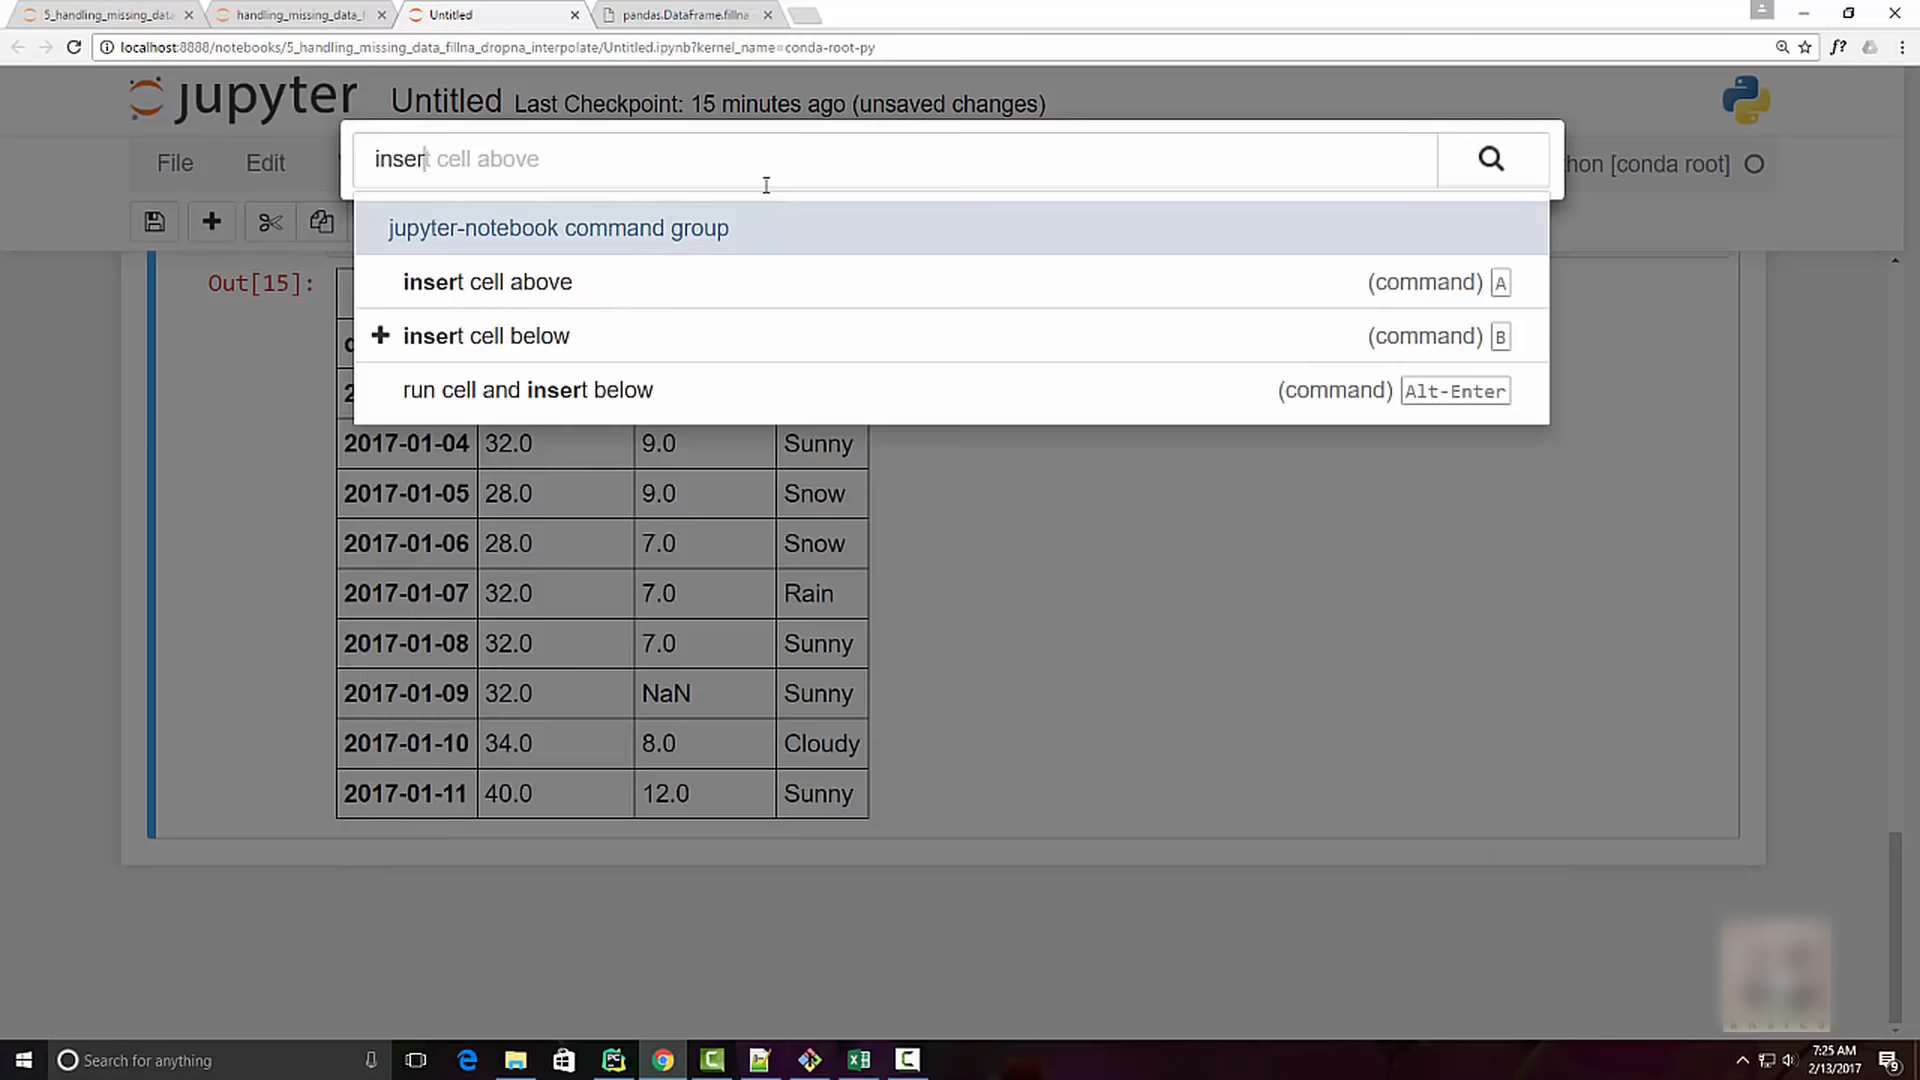 5_handling_missing_data
handling_missing_data_f
Untitled
pandas.DataFrame.fillna
localhost:8888/notebooks/5_handling_missing_data_fillna_dropna_interpolate/Untitled.ipynb?kernel_name=conda-root-py
f?
jupyter Untitled Last Checkpoint: 15 minutes ago (unsaved changes)
insert cell above
File Edit thon [conda root]
jupyter-notebook command group
insert cell above (command) A
insert cell below (command) B
run cell and insert below (command) Alt-Enter
Out[15]:
2017-01-04 32.0 9.0 Sunny
2017-01-05 28.0 9.0 Snow
2017-01-06 28.0 7.0 Snow
2017-01-07 32.0 7.0 Rain
2017-01-08 32.0 7.0 Sunny
2017-01-09 32.0 NaN Sunny
2017-01-10 34.0 8.0 Cloudy
2017-01-11 40.0 12.0 Sunny
Search for anything
7:25 AM
2/13/2017